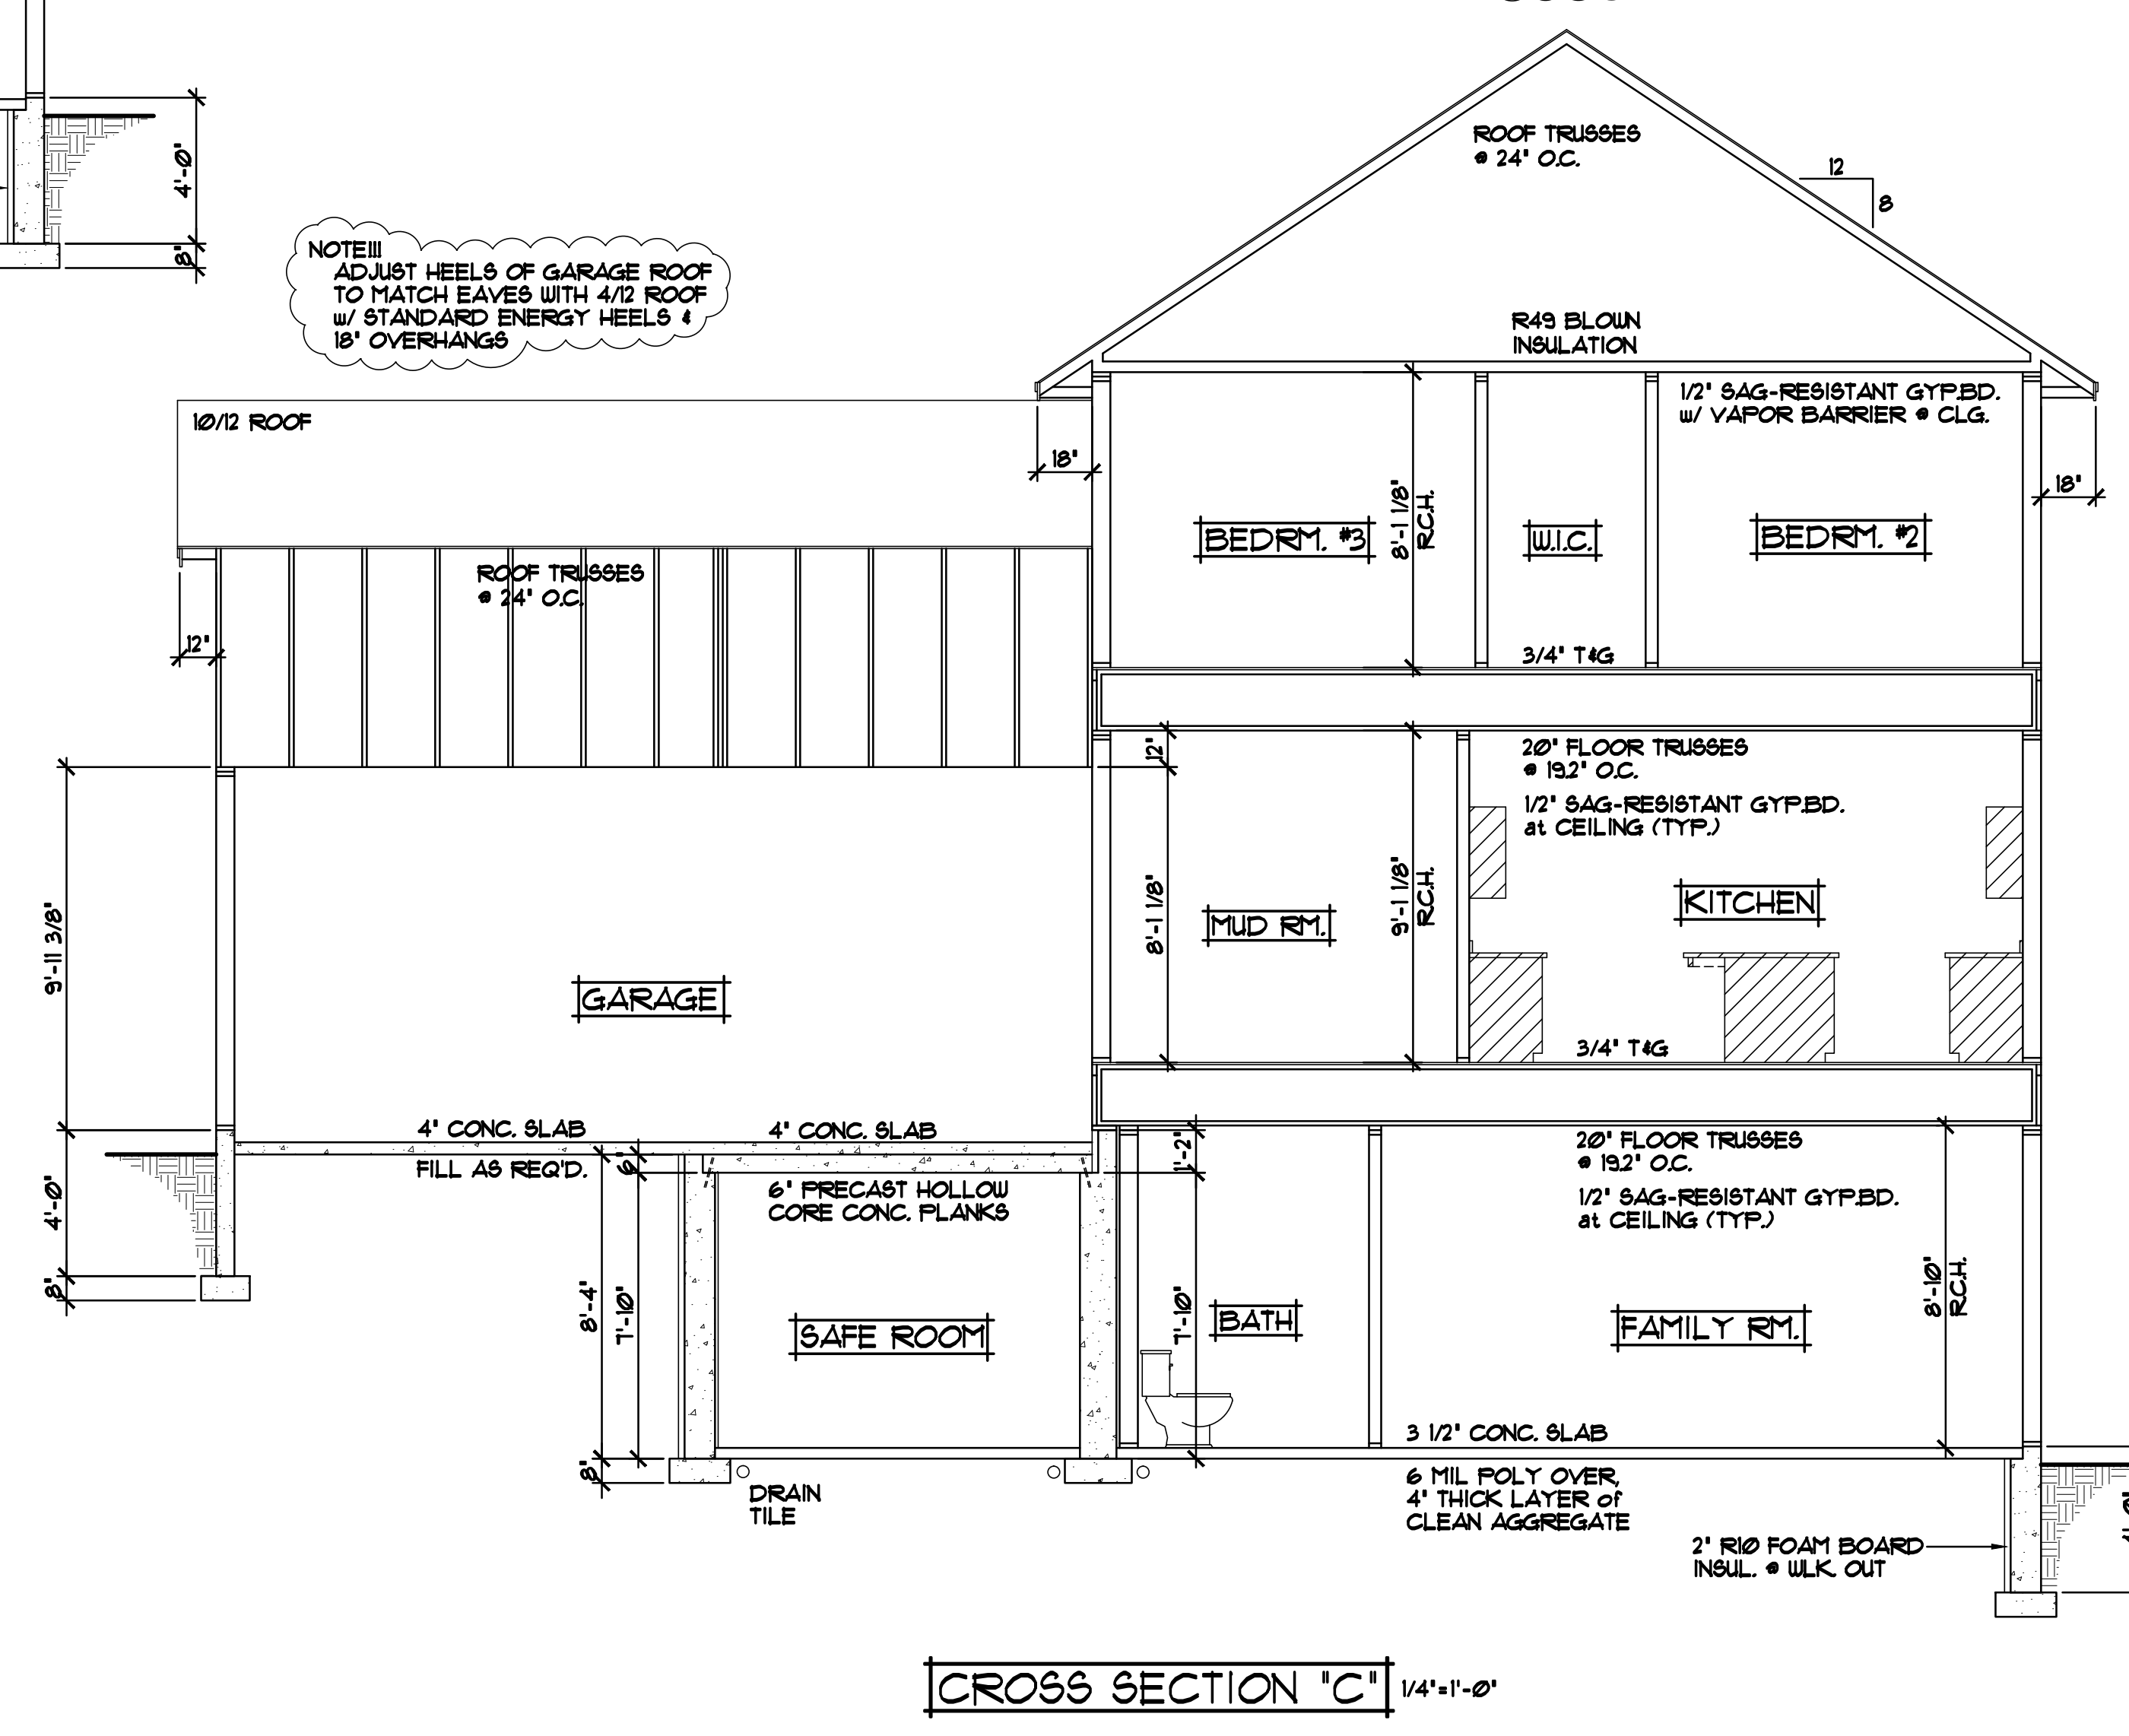 4'-0"
8"
NOTE!!!
ADJUST HEELS OF GARAGE ROOF
TO MATCH EAVES WITH 4/12 ROOF
w/ STANDARD ENERGY HEELS &
18" OVERHANGS
ROOF TRUSSES
@ 24" O.C.
12
8
R49 BLOWN
INSULATION
10/12 ROOF
18"
1/2" SAG-RESISTANT GYP.BD.
w/ VAPOR BARRIER @ CLG.
18"
BEDRM. #3
8'-1 1/8"
R.C.H.
W.I.C.
BEDRM. #2
ROOF TRUSSES
@ 24" O.C.
12"
3/4" T&G
12"
20" FLOOR TRUSSES
@ 19.2" O.C.
1/2" SAG-RESISTANT GYP.BD.
at CEILING (TYP.)
9'-11 3/8"
GARAGE
8'-1 1/8"
MUD RM.
9'-1 1/8"
R.C.H.
KITCHEN
3/4" T&G
4" CONC. SLAB
4" CONC. SLAB
FILL AS REQ'D.
6"
1'-2"
20" FLOOR TRUSSES
@ 19.2" O.C.
6" PRECAST HOLLOW
CORE CONC. PLANKS
1/2" SAG-RESISTANT GYP.BD.
at CEILING (TYP.)
4'-0"
8"
8'-4"
7'-10"
SAFE ROOM
7'-10"
BATH
FAMILY RM.
8'-10"
R.C.H.
3 1/2" CONC. SLAB
8"
DRAIN
TILE
6 MIL POLY OVER,
4" THICK LAYER of
CLEAN AGGREGATE
2" R10 FOAM BOARD
INSUL. @ WLK. OUT
CROSS SECTION "C"
1/4"=1'-0"